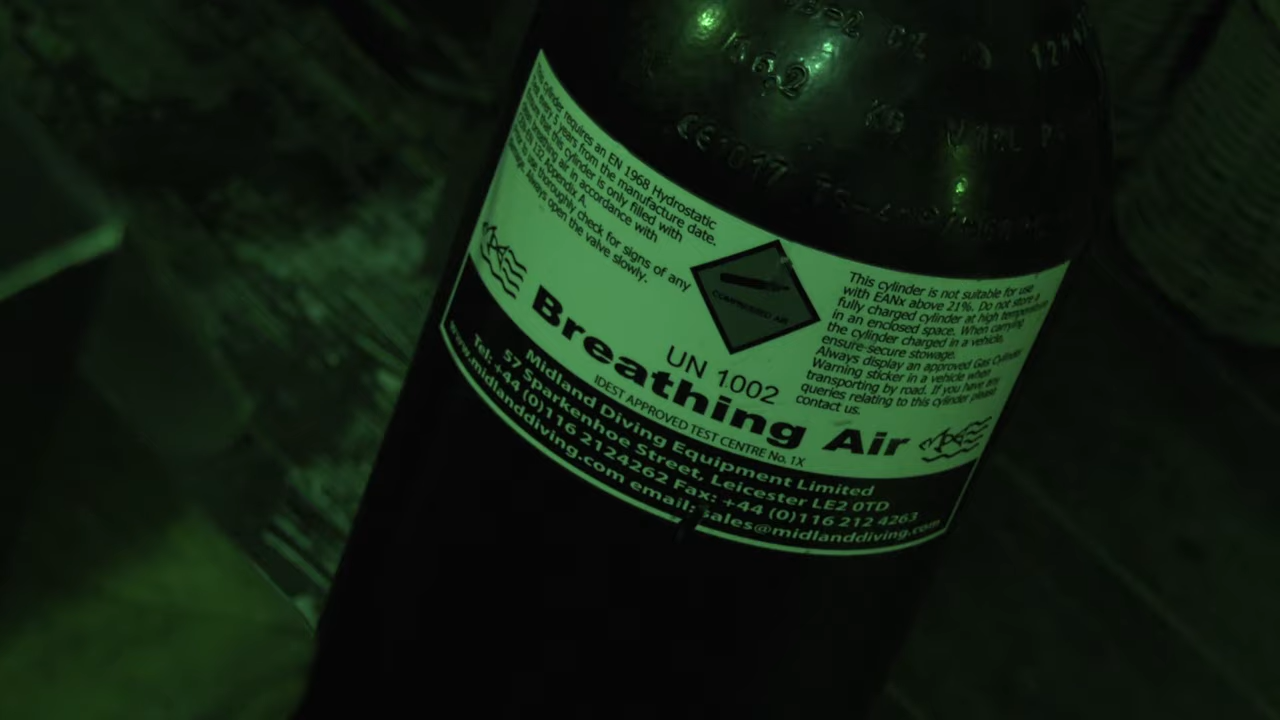 cylinder requires an EN 1968 Hydrostatic
every 5 years from the manufacture date.
this cylinder is only filled with
air in accordance with
132 Appendix A.
thoroughly check for signs of any
Always open the valve slowly.
COMPRESSED AIR
This cylinder is not suitable for use
with EANx above 21%. Do not store a
fully charged cylinder at high temperature
in an enclosed space. When carrying
the cylinder charged in a vehicle,
ensure secure stowage.
Always display an approved Gas Cylinder
Warning sticker in a vehicle when
transporting by road. If you have any
queries relating to this cylinder please
contact us.
UN 1002
Breathing Air
IDEST APPROVED TEST CENTRE No. 1X
Midland Diving Equipment Limited
57 Sparkenhoe Street, Leicester LE2 0TD
Tel: +44 (0)116 2124262 Fax: +44 (0)116 212 4263
www.midlanddiving.com email: sales@midlanddiving.com